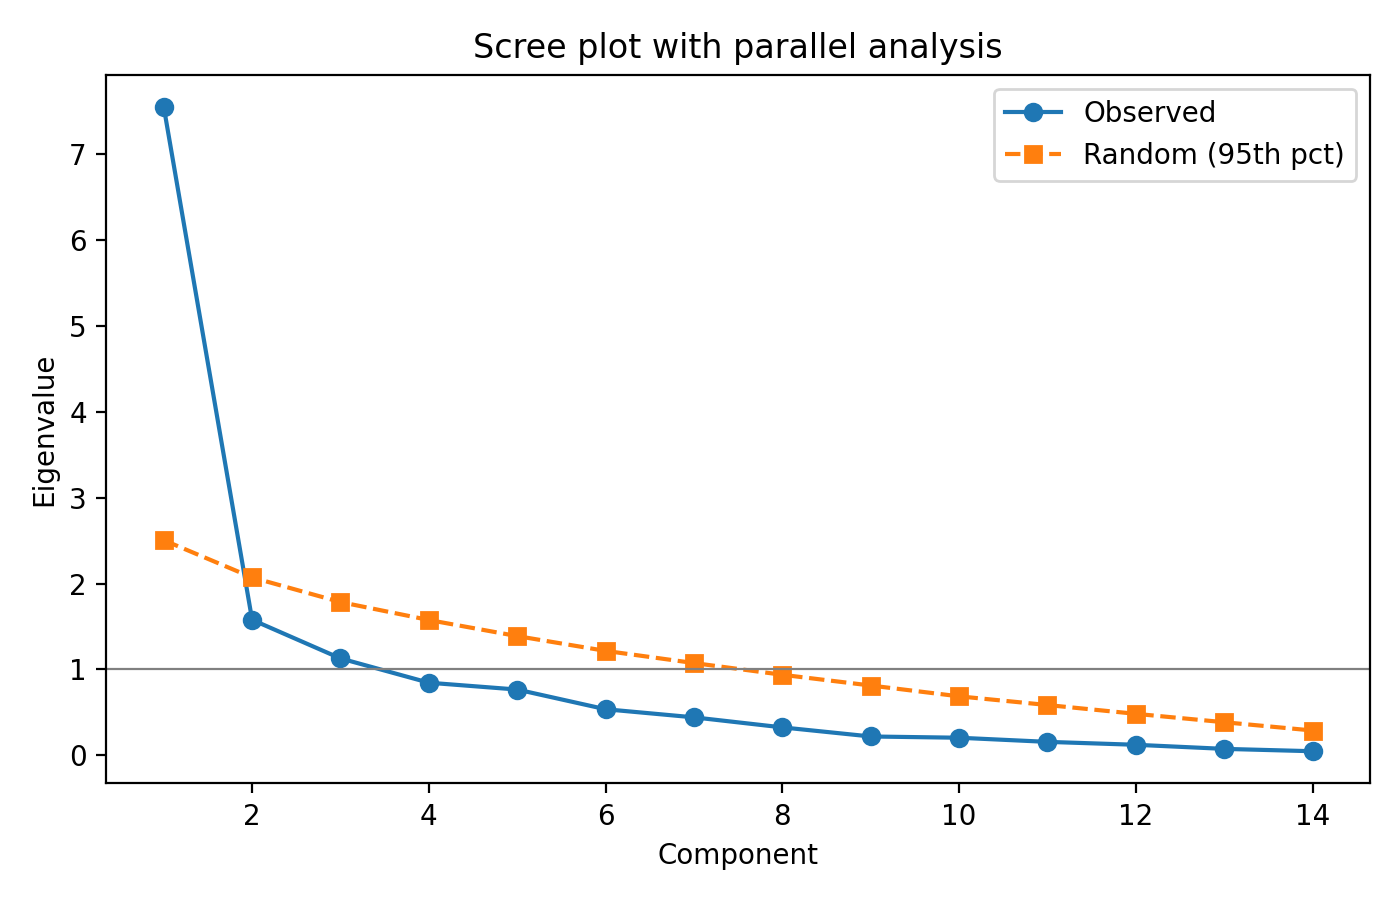 Scree plot with parallel analysis
Observed
Random (95th pct)
Eigenvalue
7
6
5
4
3
2
1
0
2 4 6 8 10 12 14
Component